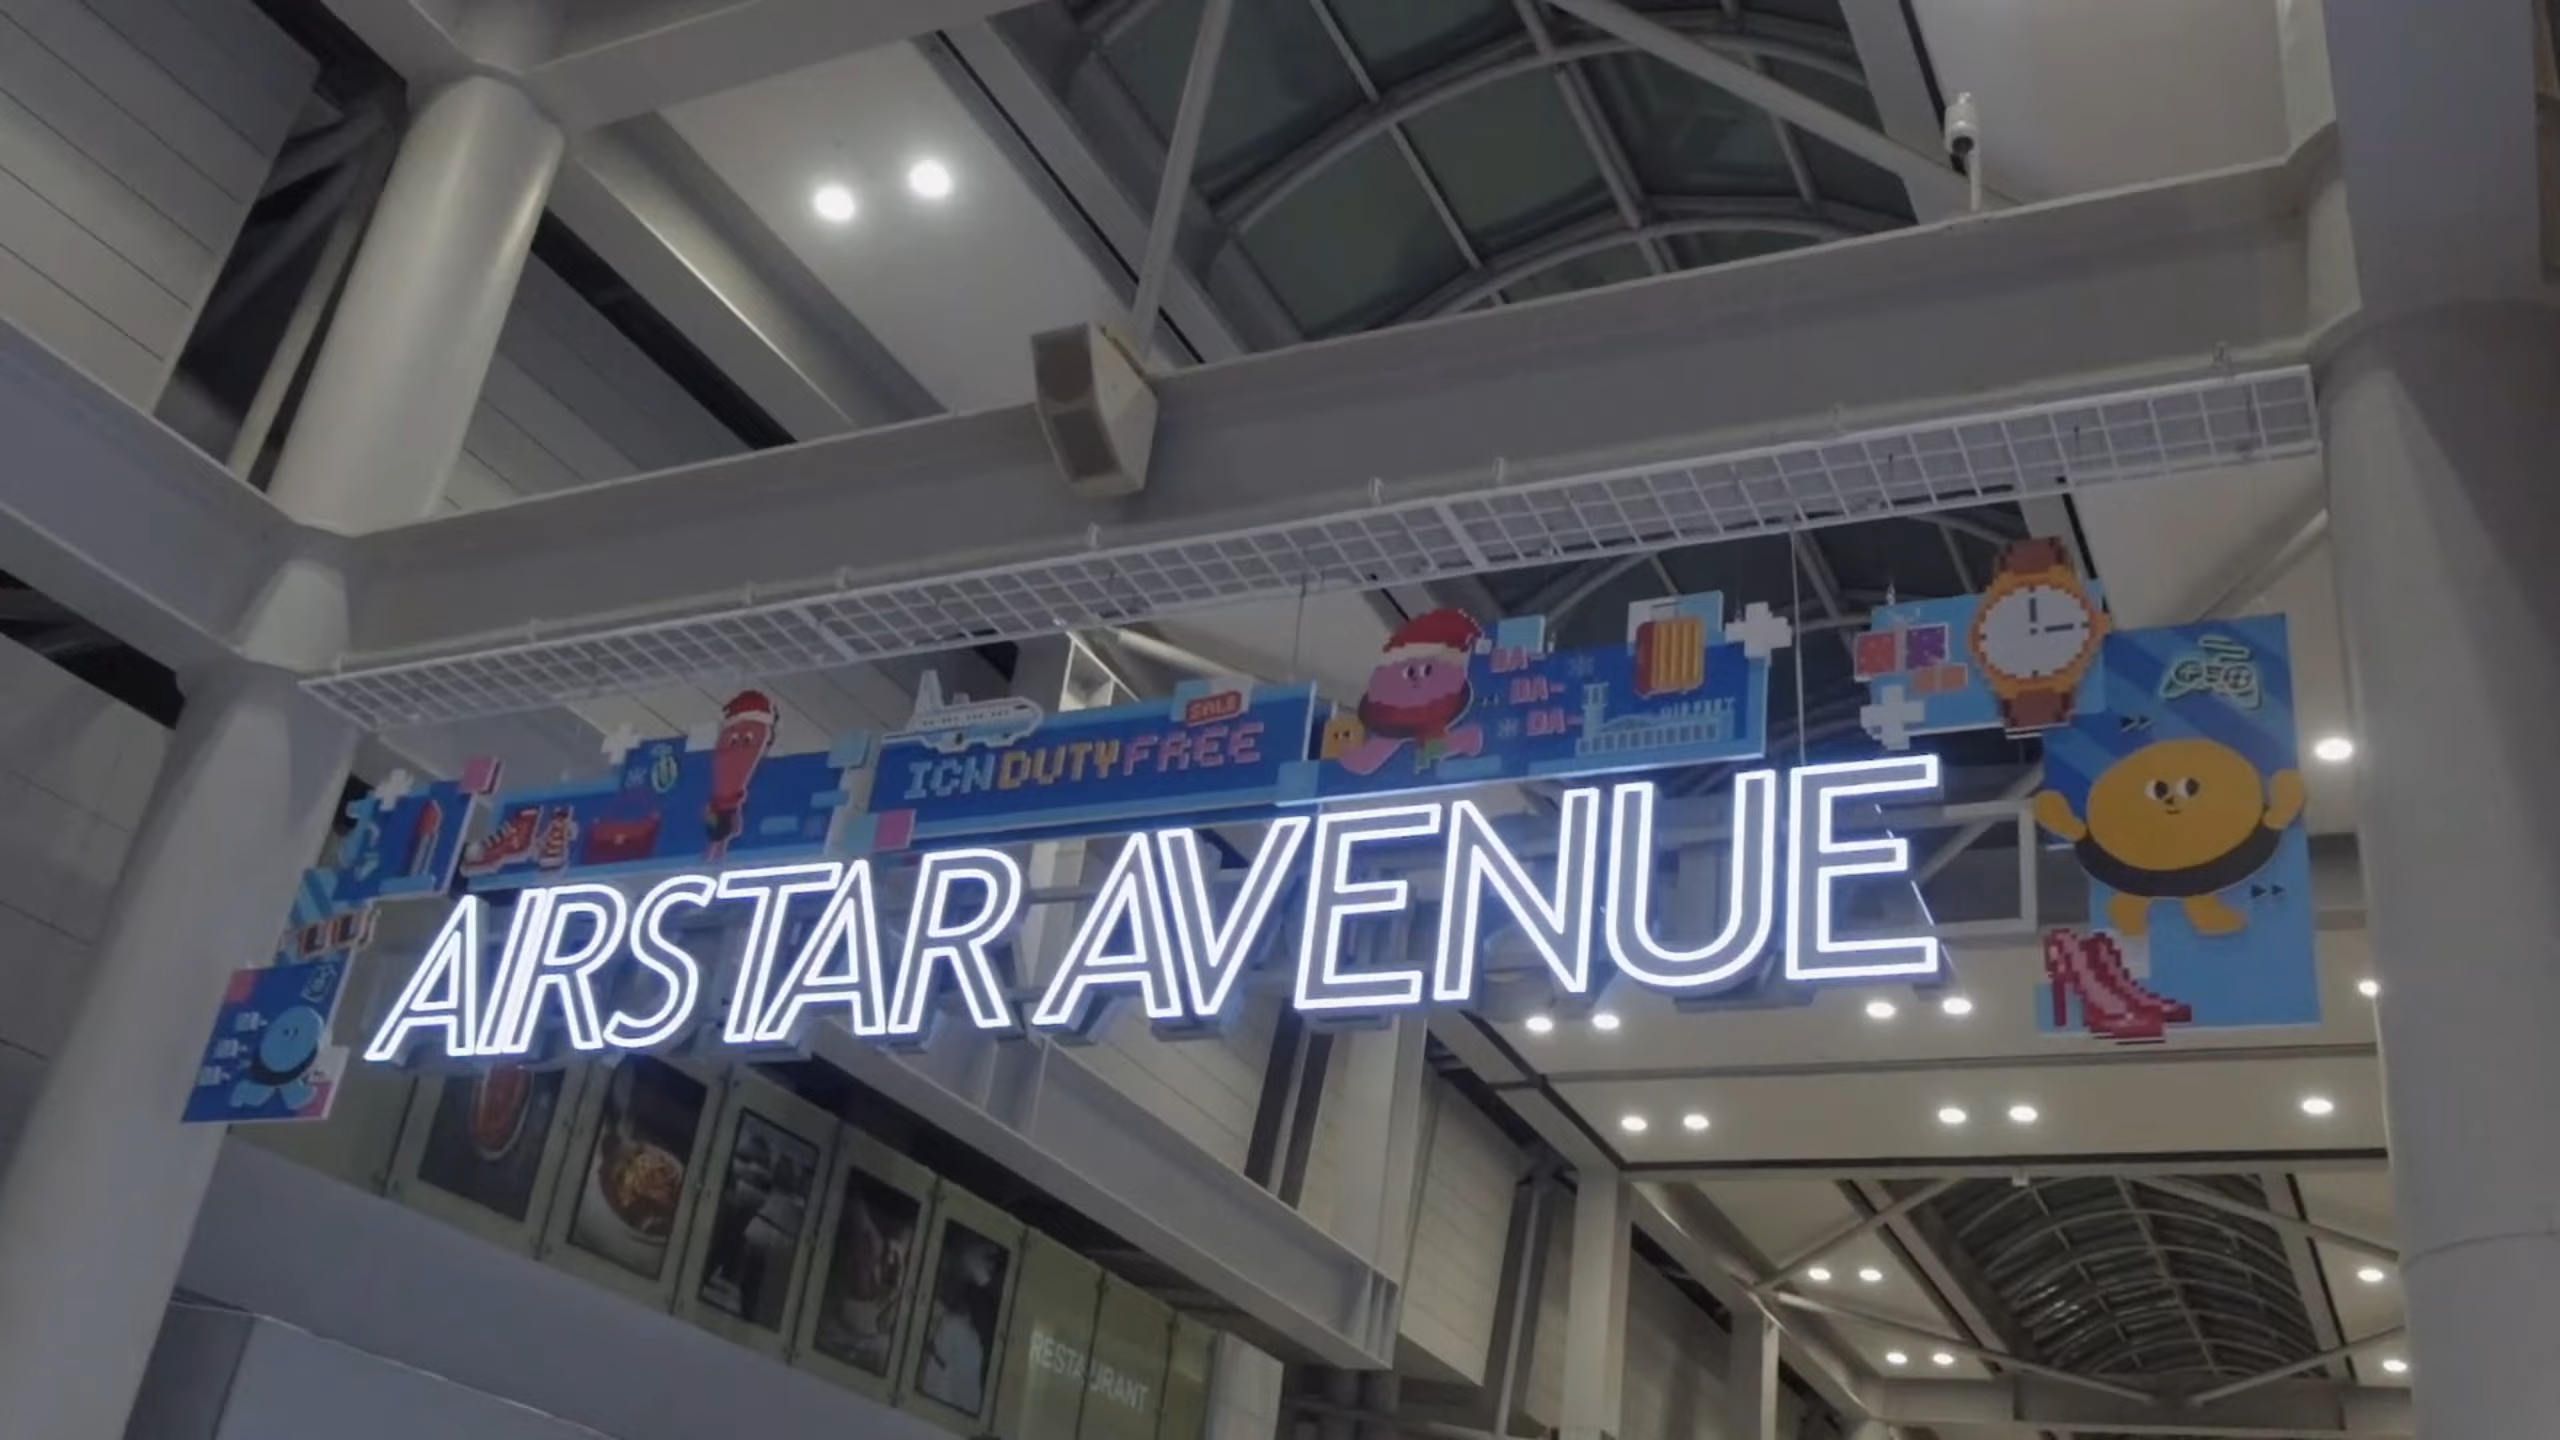 SALE
ICN DUTY FREE
DA-
DA-
DA-
AIRSTAR AVENUE
RESTAURANT